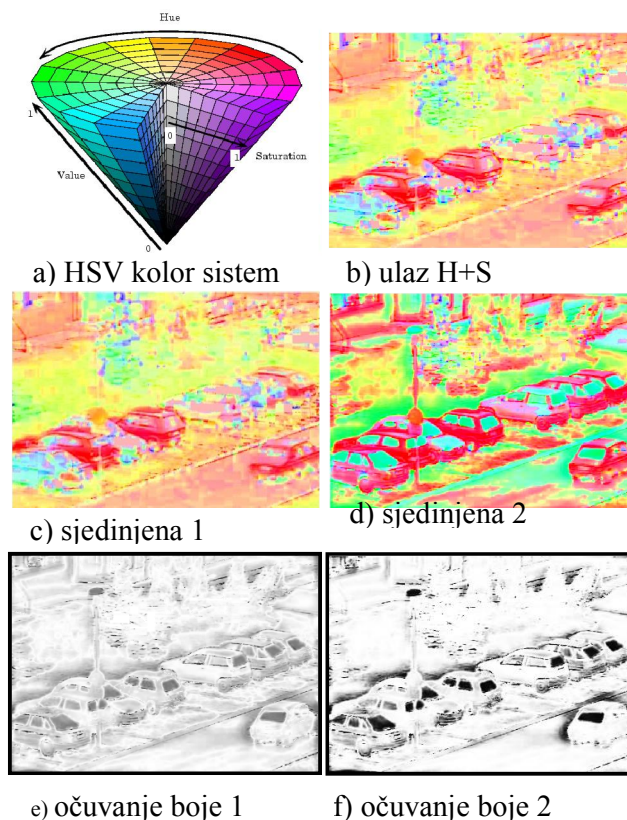 Hue
1
0
1
Saturation
Value
0
a) HSV kolor sistem
b) ulaz H+S
c) sjedinjena 1
d) sjedinjena 2
e) očuvanje boje 1
f) očuvanje boje 2